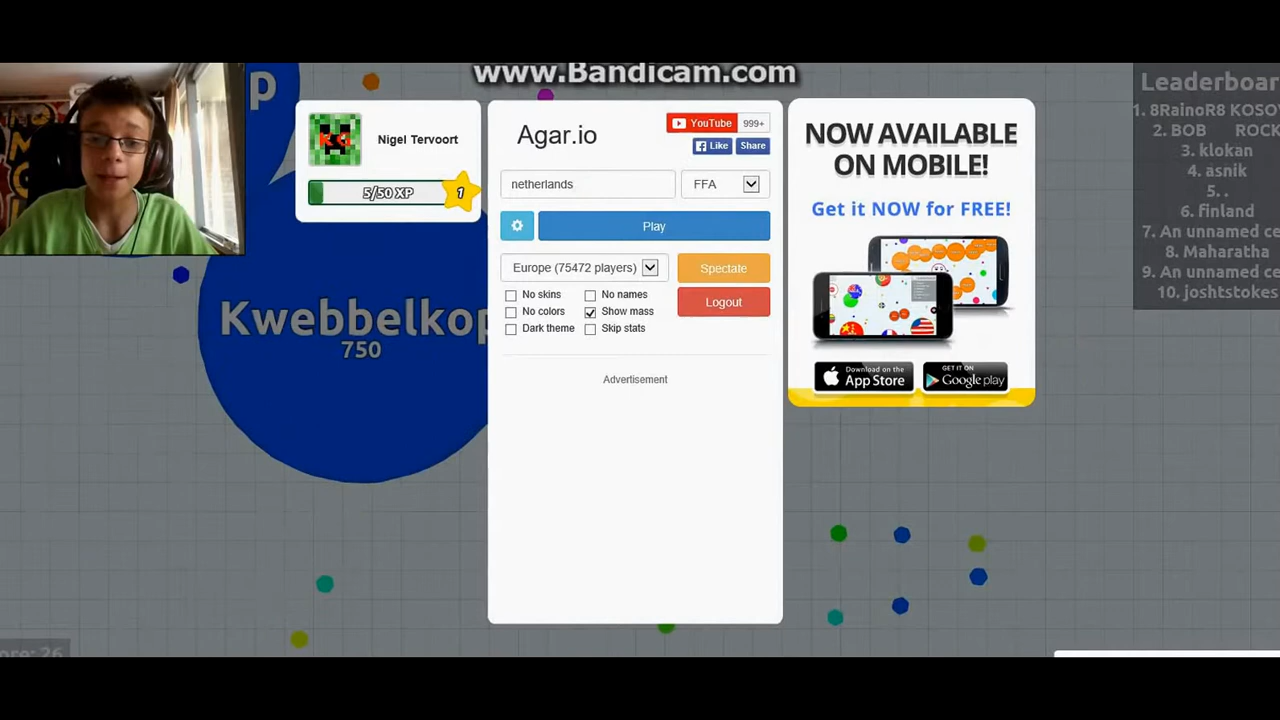 www.Bandicam.com
p
Nigel Tervoort
5/50 XP
1
Agar.io
YouTube 999+
Like Share
netherlands
FFA
Play
Europe (75472 players)
Spectate
No skins
No names
No colors
Show mass
Logout
Dark theme
Skip stats
Advertisement
NOW AVAILABLE
ON MOBILE!
Get it NOW for FREE!
Download on the
App Store
GET IT ON
Google play
Leaderboar
1. 8RainoR8 KOSO
2. BOB ROCK
3. klokan
4. asnik
5. .
6. finland
7. An unnamed ce
8. Maharatha
9. An unnamed ce
10. joshtstokes
Kwebbelkop
750
ore: 26